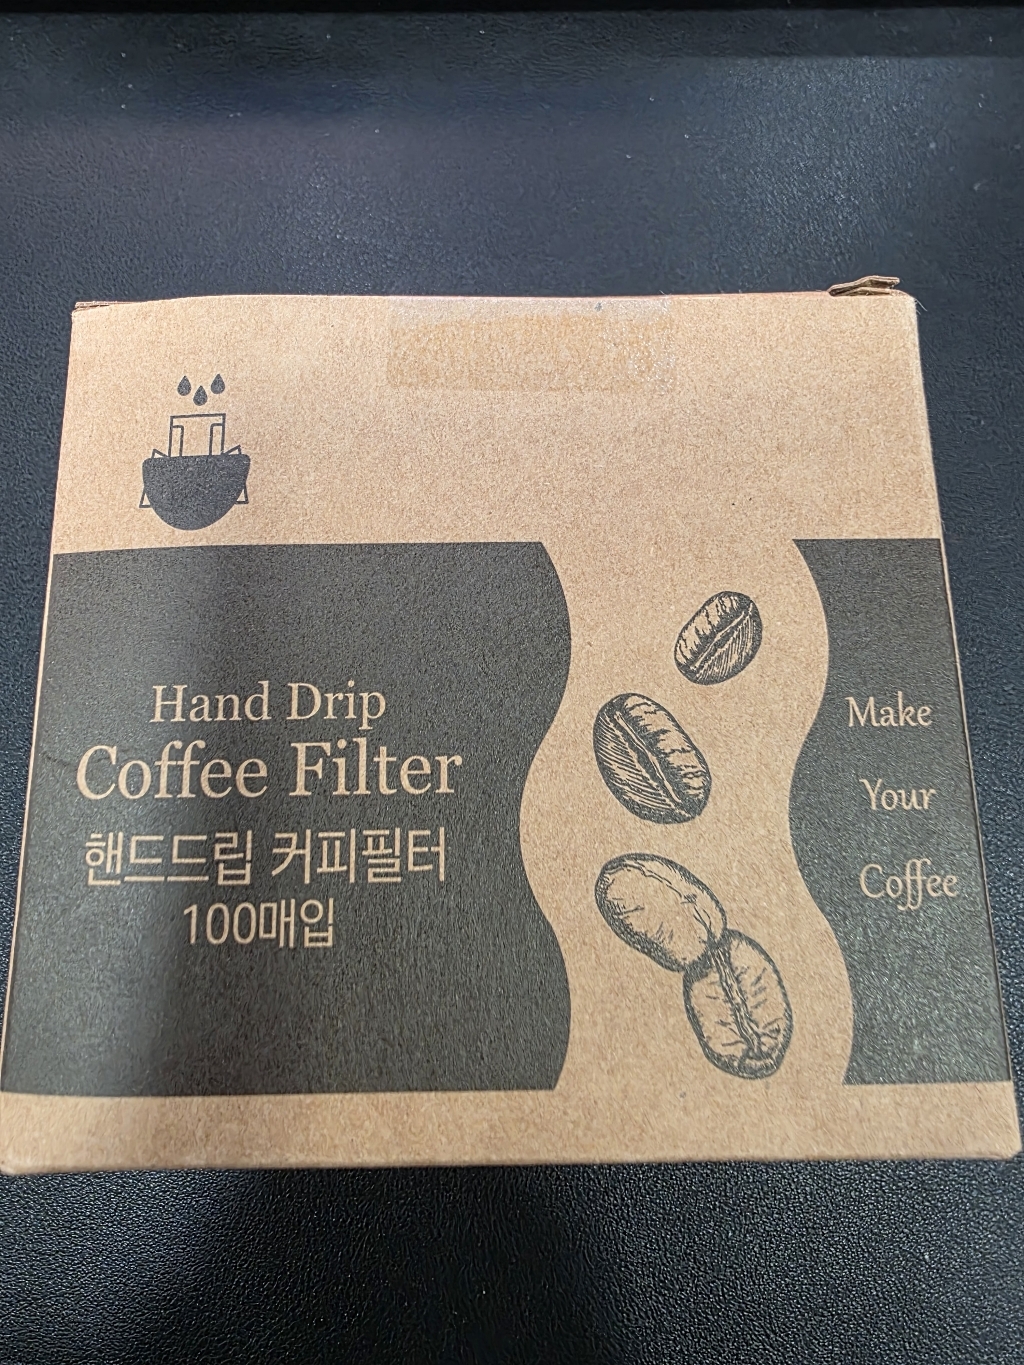 Hand Drip
Coffee Filter
핸드드립 커피필터
100매입
Make
Your
Coffee